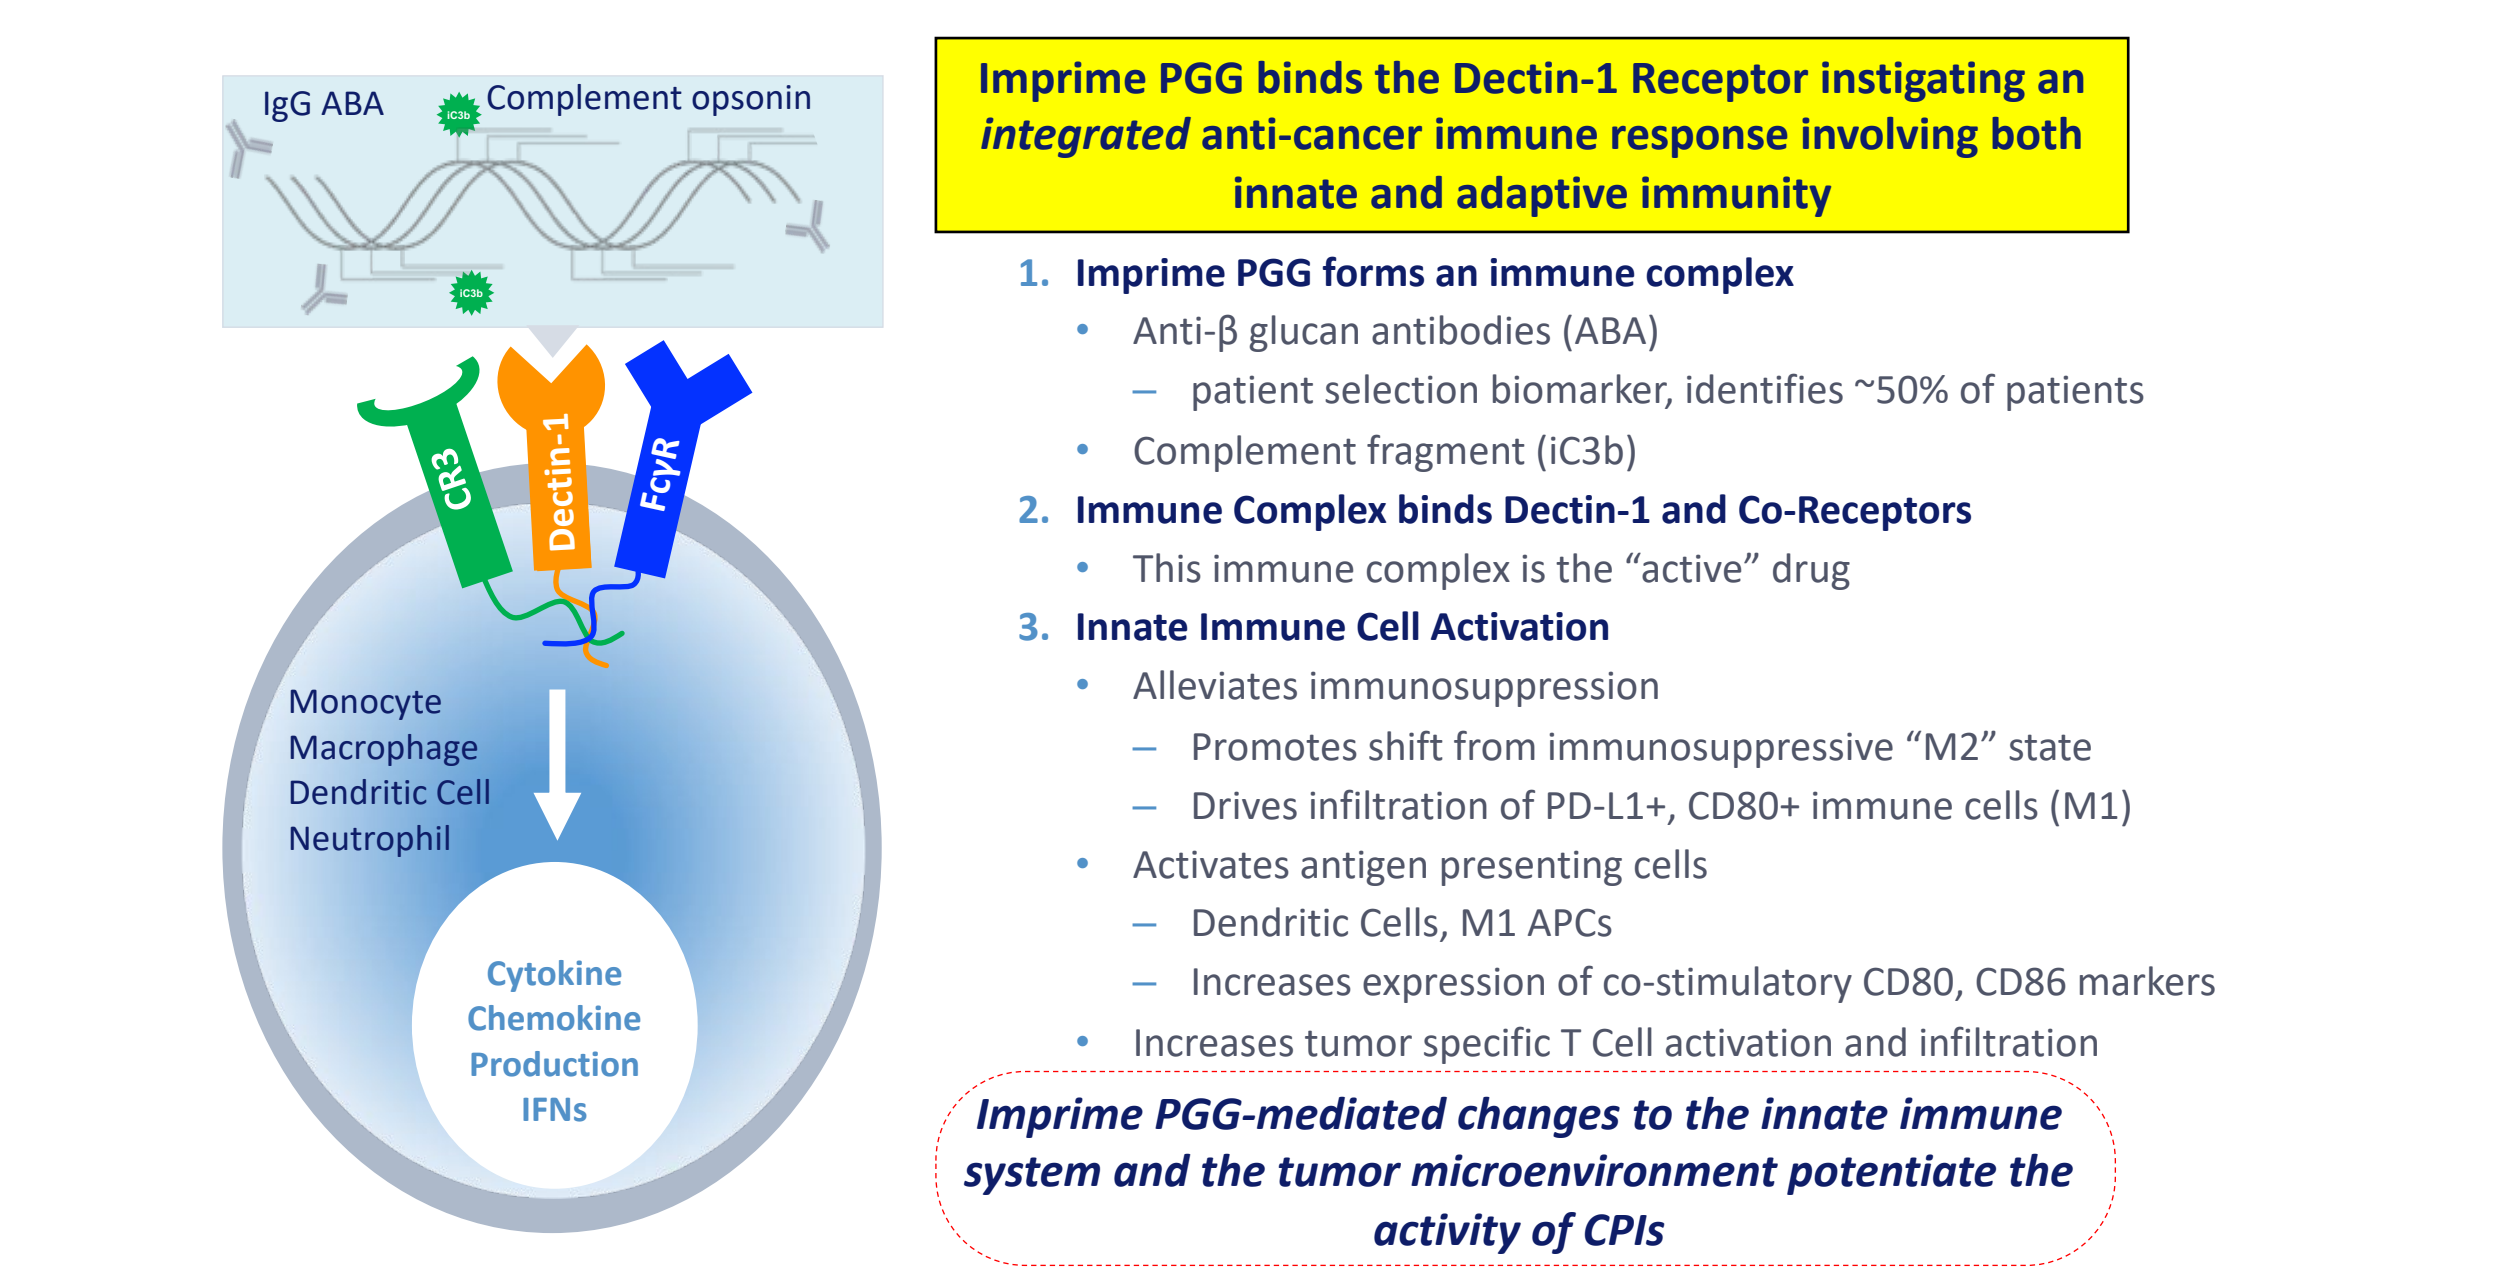 IgG ABA
Complement opsonin
iC3b
iC3b
CR3
Dectin-1
FcγR
Monocyte
Macrophage
Dendritic Cell
Neutrophil
Cytokine
Chemokine
Production
IFNs
Imprime PGG binds the Dectin-1 Receptor instigating an
integrated anti-cancer immune response involving both
innate and adaptive immunity
1. Imprime PGG forms an immune complex
• Anti-β glucan antibodies (ABA)
– patient selection biomarker, identifies ~50% of patients
• Complement fragment (iC3b)
2. Immune Complex binds Dectin-1 and Co-Receptors
• This immune complex is the “active” drug
3. Innate Immune Cell Activation
• Alleviates immunosuppression
– Promotes shift from immunosuppressive “M2” state
– Drives infiltration of PD-L1+, CD80+ immune cells (M1)
• Activates antigen presenting cells
– Dendritic Cells, M1 APCs
– Increases expression of co-stimulatory CD80, CD86 markers
• Increases tumor specific T Cell activation and infiltration
Imprime PGG-mediated changes to the innate immune
system and the tumor microenvironment potentiate the
activity of CPIs